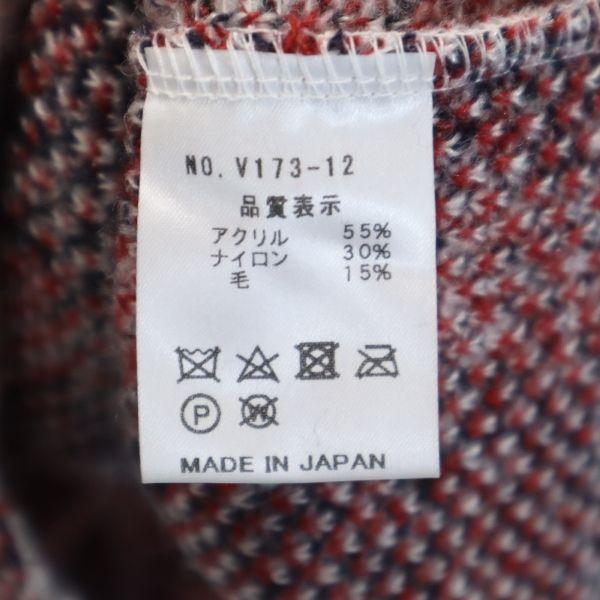 NO. V173-12
品質表示
アクリル 55%
ナイロン 30%
毛 15%
P W
MADE IN JAPAN